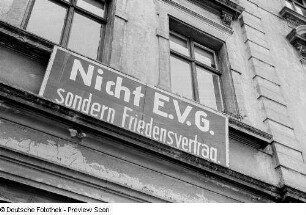 Nicht E.V.G.
sondern Friedensvertrag.
© Deutsche Fotothek - Preview Scan